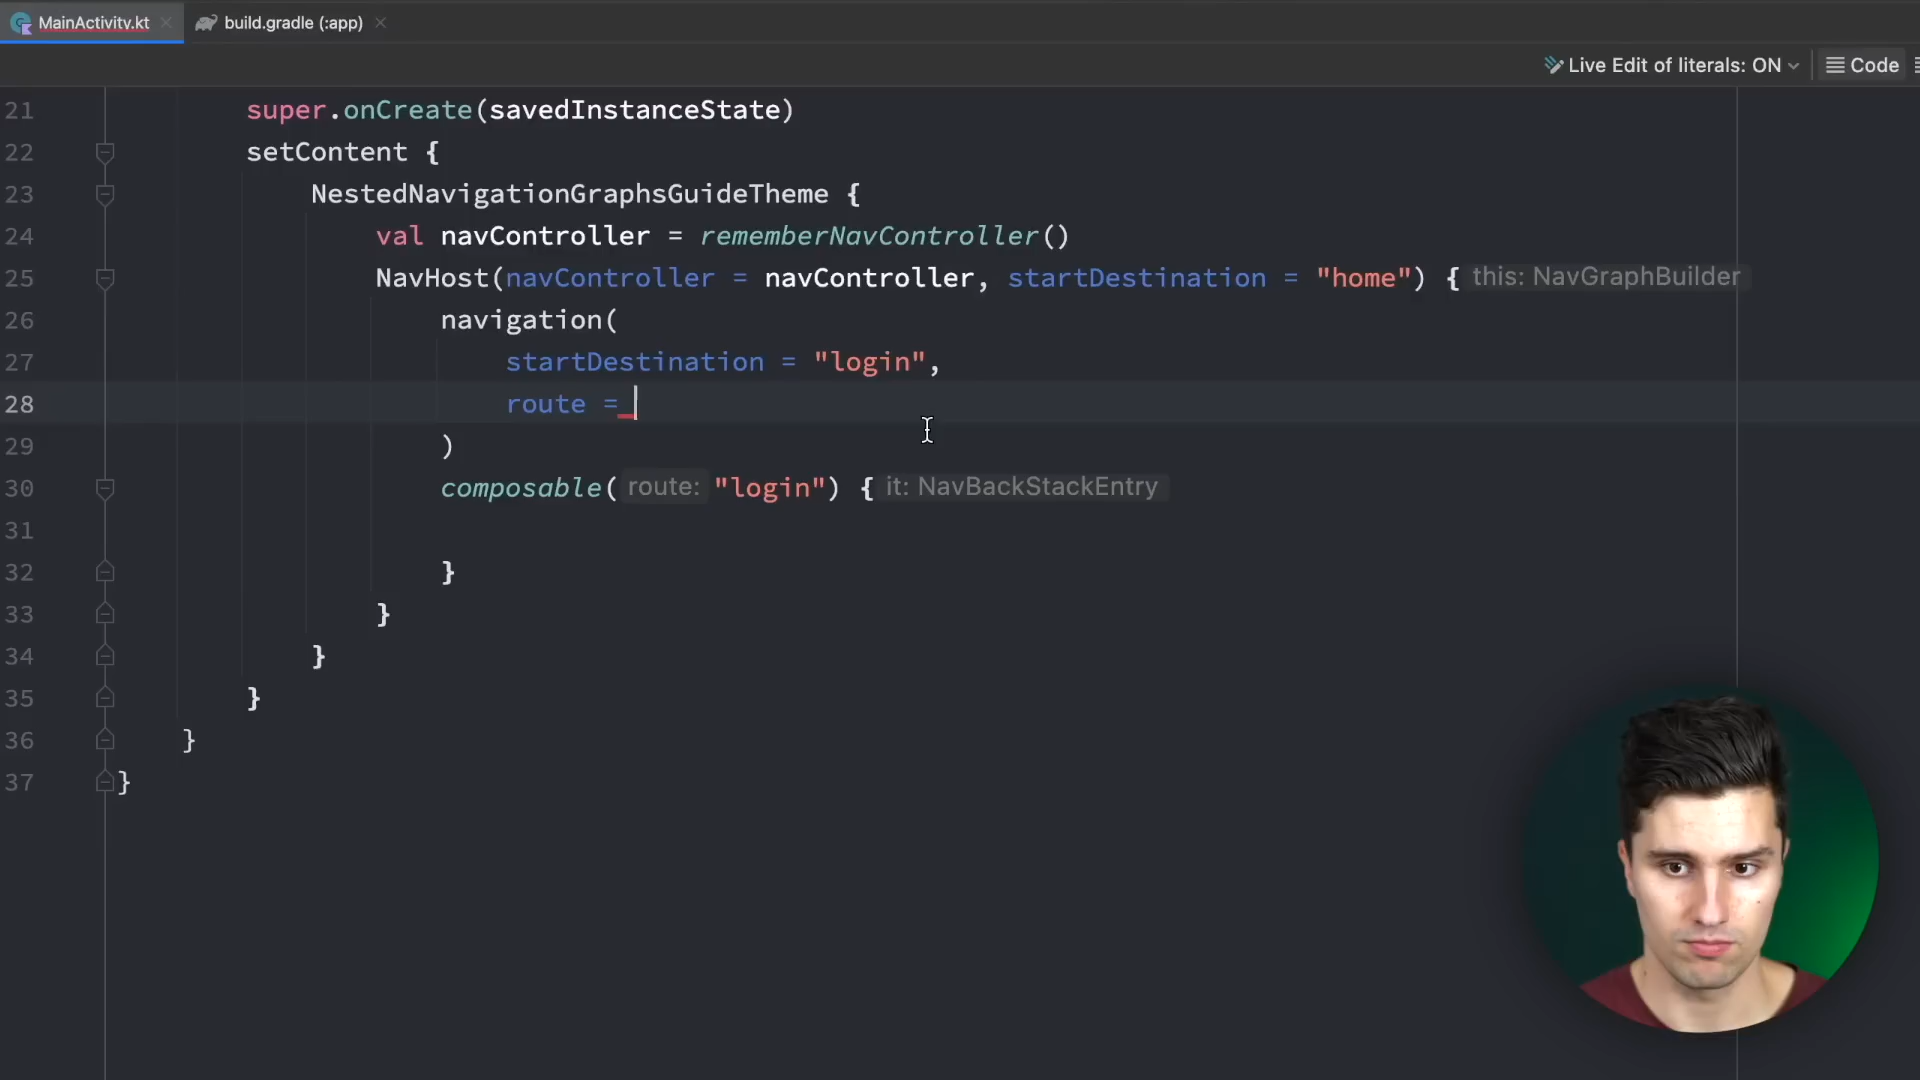 MainActivity.kt
build.gradle (:app)
Live Edit of literals: ON
Code
21 super.onCreate(savedInstanceState)
22 setContent {
23 NestedNavigationGraphsGuideTheme {
24 val navController = rememberNavController()
25 NavHost(navController = navController, startDestination = "home") { this: NavGraphBuilder
26 navigation(
27 startDestination = "login",
28 route =
29 )
30 composable( route: "login") { it: NavBackStackEntry
31
32 }
33 }
34 }
35 }
36 }
37 }